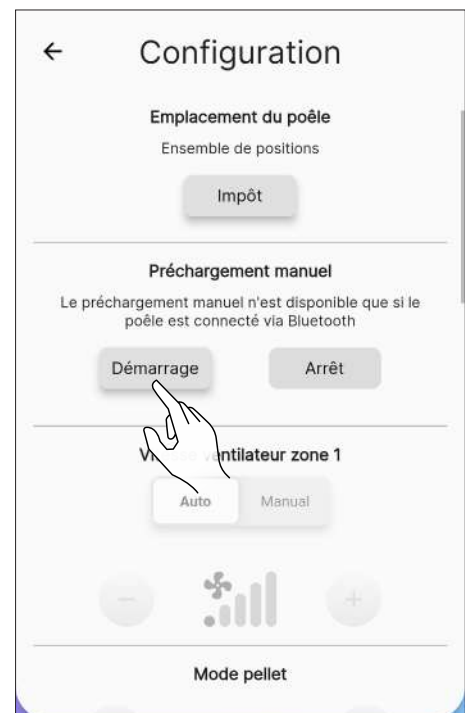 Configuration
Emplacement du poêle
Ensemble de positions
Impôt
Préchargement manuel
Le préchargement manuel n'est disponible que si le
poêle est connecté via Bluetooth
Démarrage Arrêt
ventilateur zone 1
Auto Manual
Mode pellet